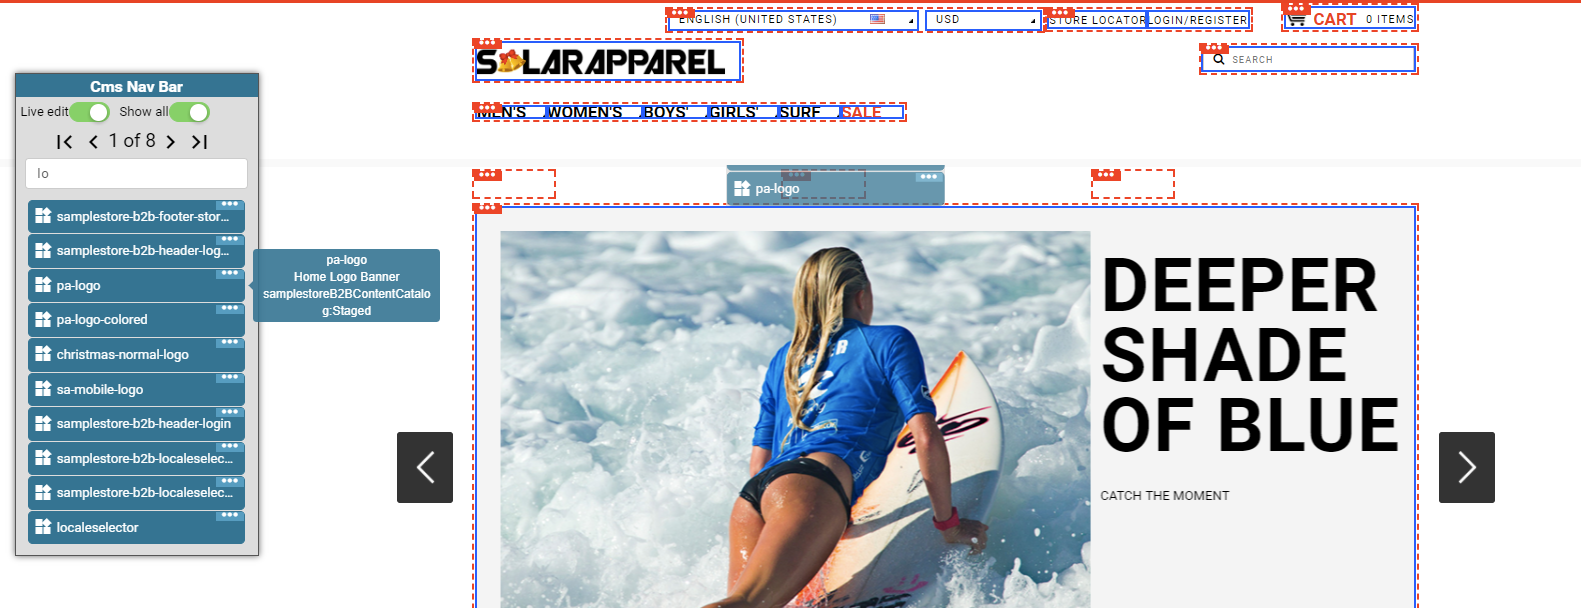 ENGLISH (UNITED STATES)
USD
STORE LOCATOR
LOGIN/REGISTER
CART 0 ITEMS
SOLARAPPAREL
SEARCH
MEN'S WOMEN'S BOYS' GIRLS' SURF SALE
Cms Nav Bar
Live edit Show all
1 of 8
lo
samplestore-b2b-footer-stor...
samplestore-b2b-header-log...
pa-logo
pa-logo-colored
christmas-normal-logo
sa-mobile-logo
samplestore-b2b-header-login
samplestore-b2b-localeselec...
samplestore-b2b-localeselec...
localeselector
pa-logo
Home Logo Banner
samplestoreB2BContentCatalo
g:Staged
pa-logo
DEEPER
SHADE
OF BLUE
CATCH THE MOMENT